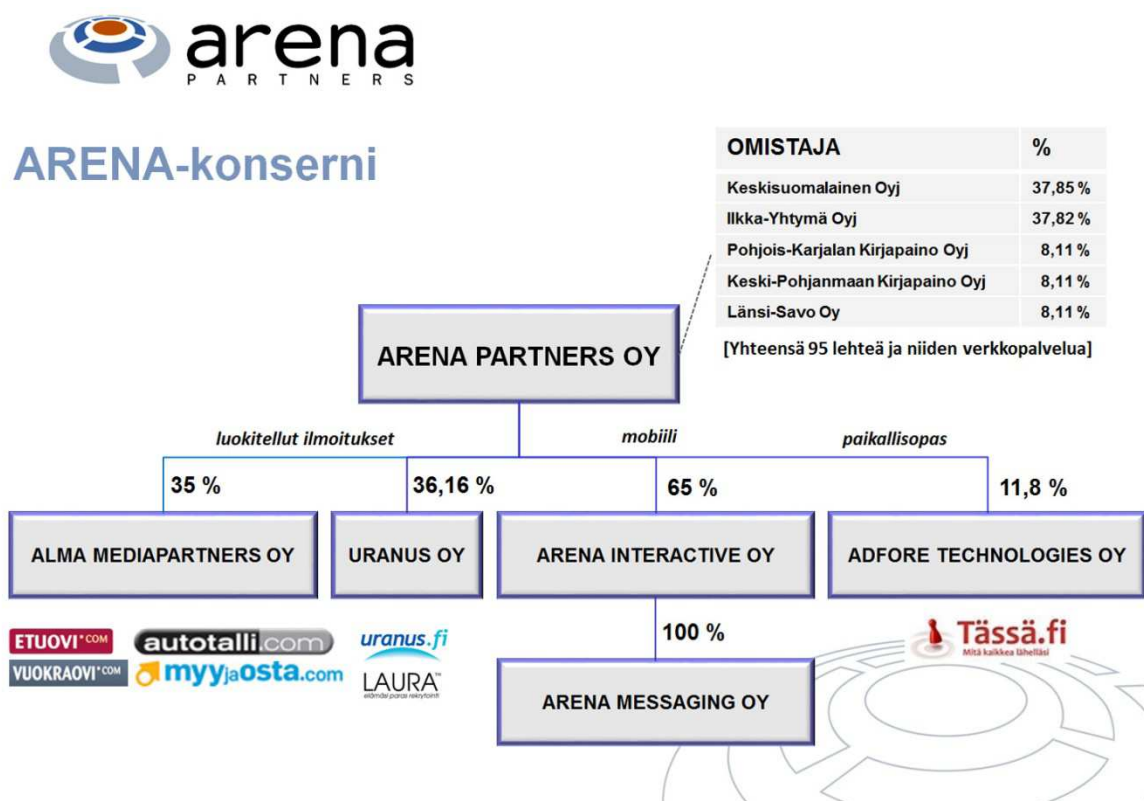 arena
PARTNERS
ARENA-konserni
OMISTAJA %
Keskisuomalainen Oyj 37,85 %
Ilkka-Yhtymä Oyj 37,82 %
Pohjois-Karjalan Kirjapaino Oyj 8,11 %
Keski-Pohjanmaan Kirjapaino Oyj 8,11 %
Länsi-Savo Oy 8,11 %
[Yhteensä 95 lehteä ja niiden verkkopalvelua]
ARENA PARTNERS OY
luokitellut ilmoitukset mobiili paikallisopas
35 % 36,16 % 65 % 11,8 %
ALMA MEDIAPARTNERS OY URANUS OY ARENA INTERACTIVE OY ADFORE TECHNOLOGIES OY
ETUOVI•COM autotalli.com uranus.fi
VUOKRAOVI•COM myyjaosta.com LAURA™
elämäsi paras rekrytointi
100 %
Tässä.fi
Mitä kaikkea lähelläsi
ARENA MESSAGING OY